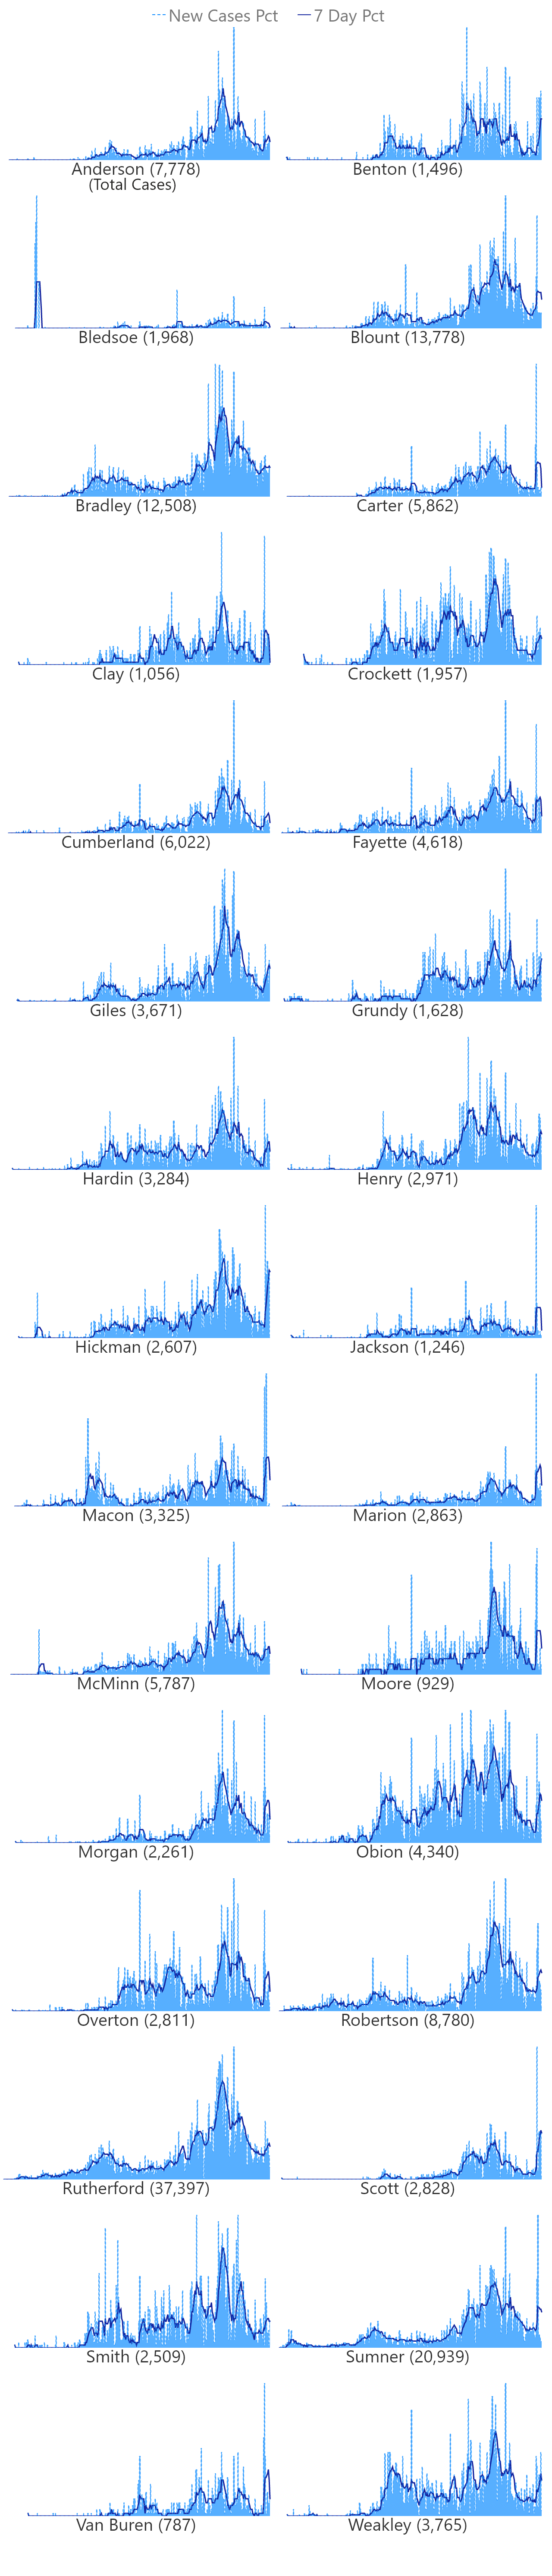 New Cases Pct 7 Day Pct
Anderson (7,778) Benton (1,496)
(Total Cases)
Bledsoe (1,968) Blount (13,778)
Bradley (12,508) Carter (5,862)
Clay (1,056) Crockett (1,957)
Cumberland (6,022) Fayette (4,618)
Giles (3,671) Grundy (1,628)
Hardin (3,284) Henry (2,971)
Hickman (2,607) Jackson (1,246)
Macon (3,325) Marion (2,863)
McMinn (5,787) Moore (929)
Morgan (2,261) Obion (4,340)
Overton (2,811) Robertson (8,780)
Rutherford (37,397) Scott (2,828)
Smith (2,509) Sumner (20,939)
Van Buren (787) Weakley (3,765)